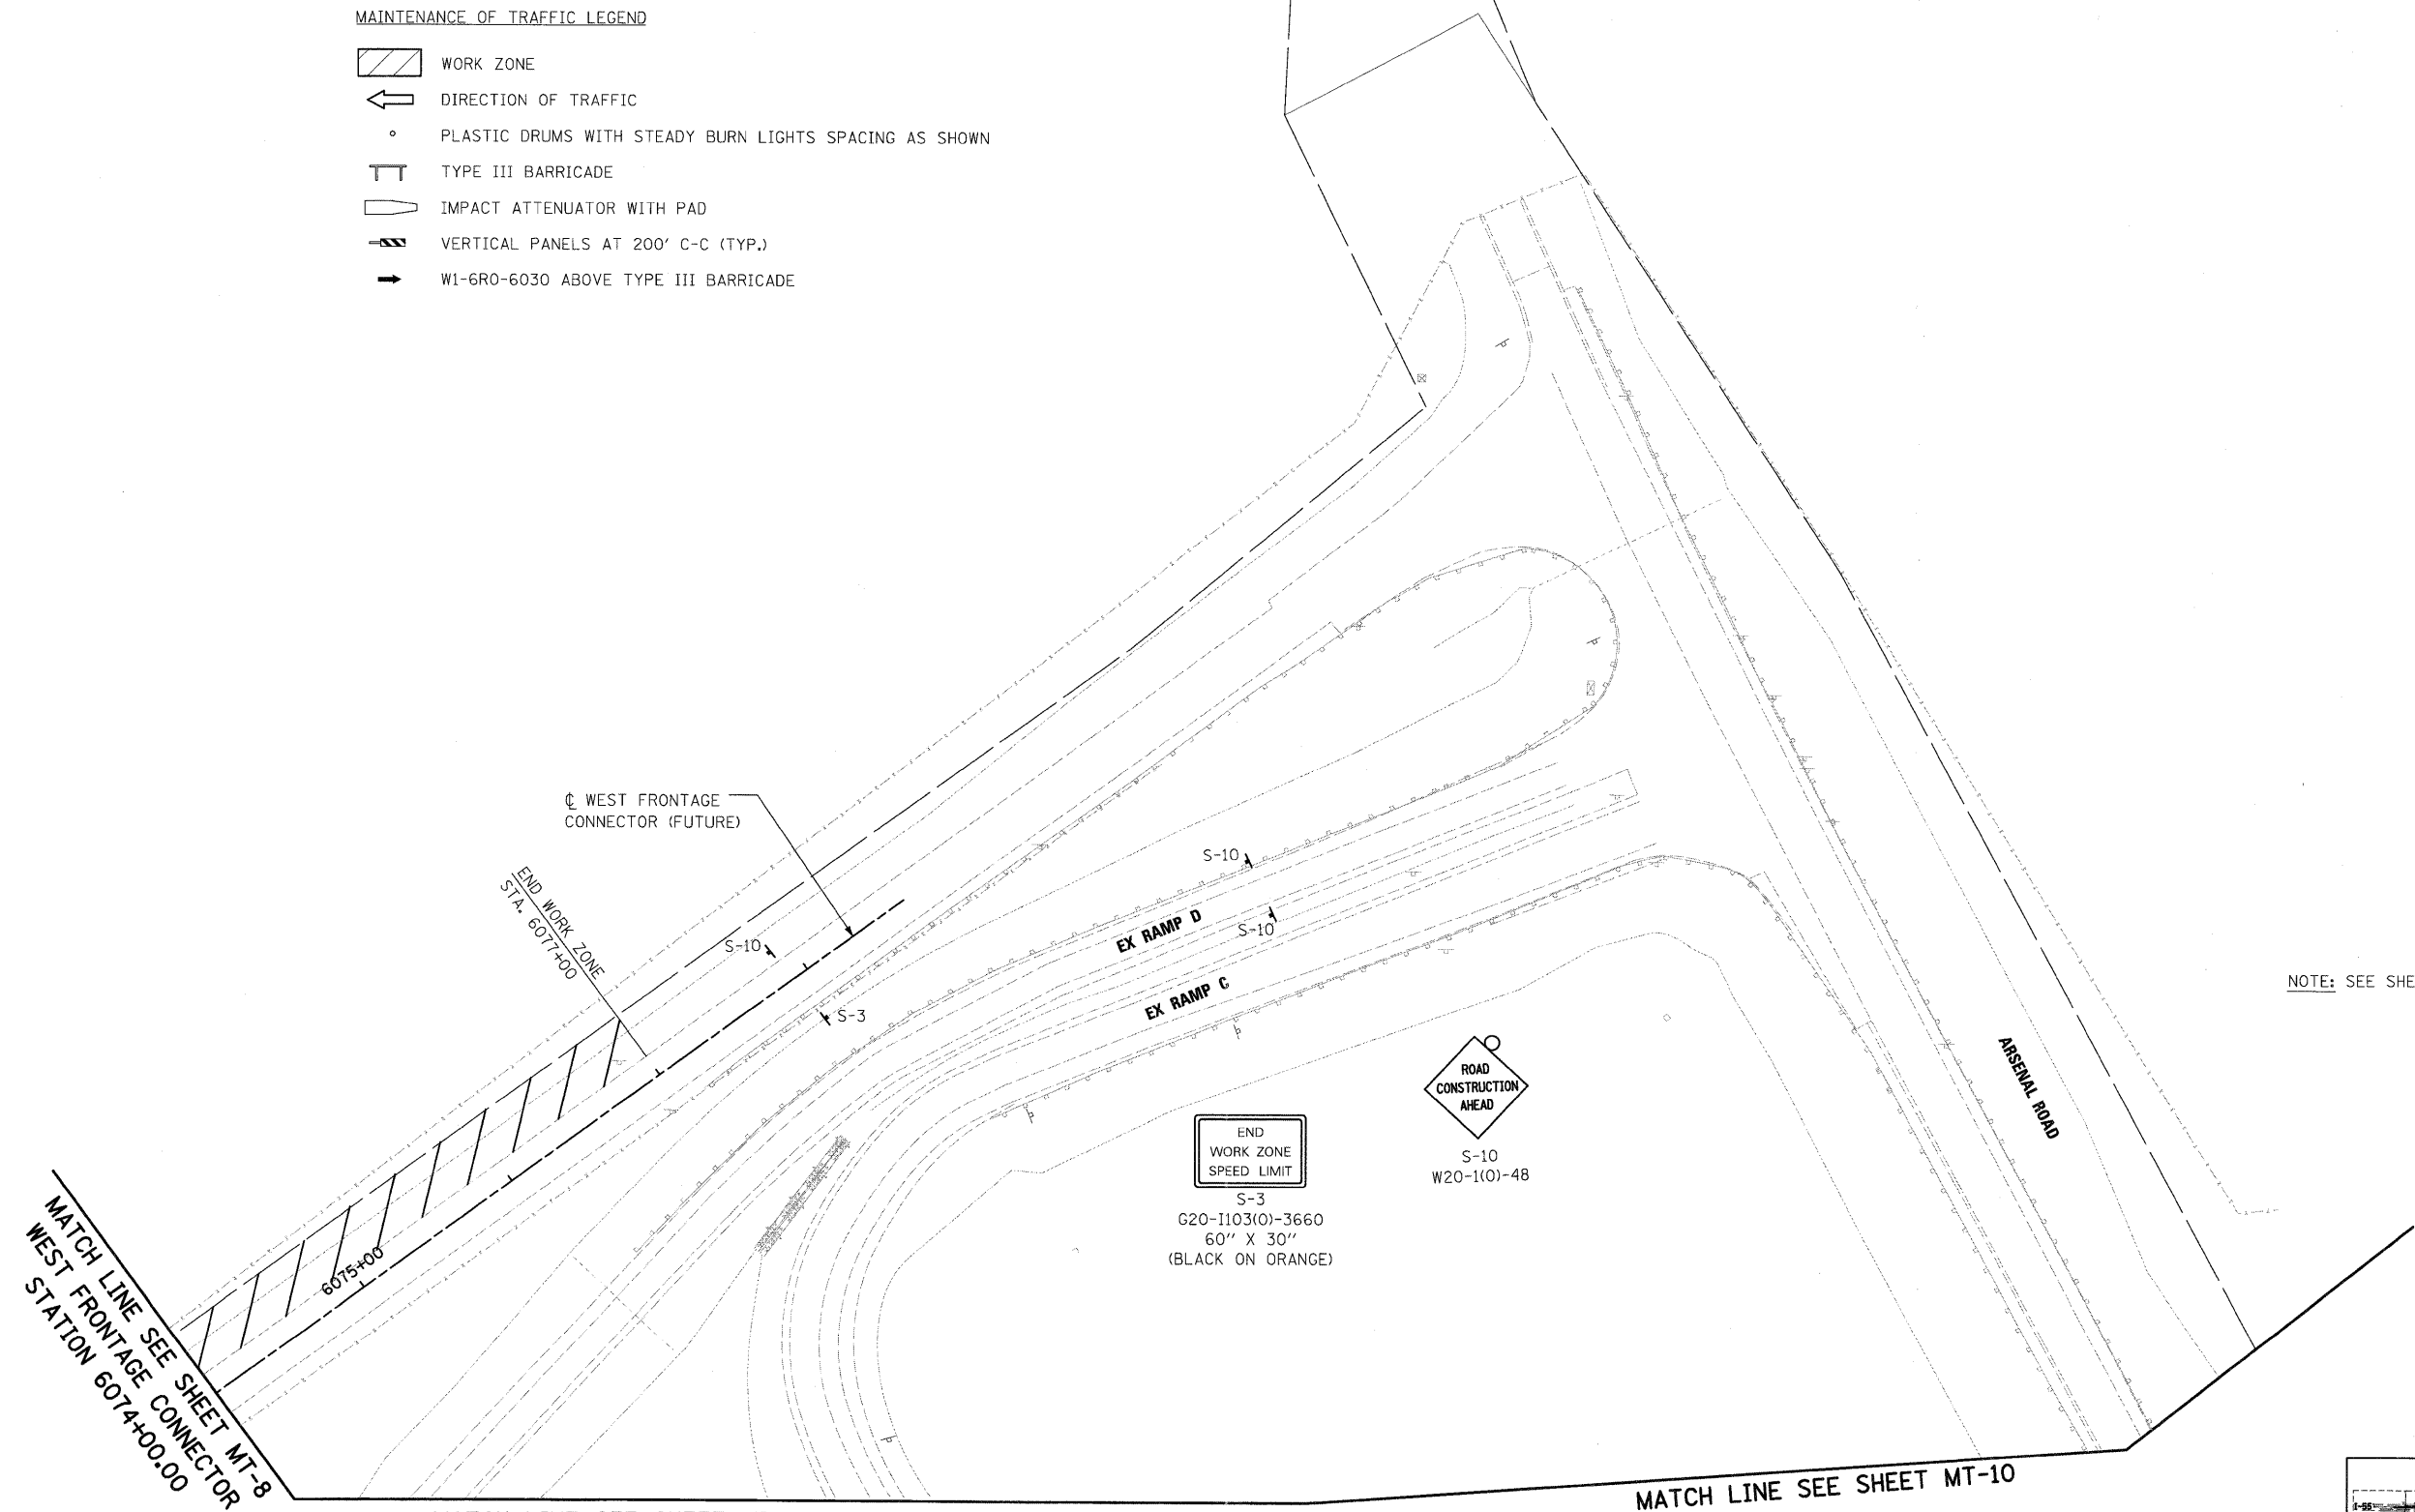 MAINTENANCE OF TRAFFIC LEGEND
WORK ZONE
DIRECTION OF TRAFFIC
PLASTIC DRUMS WITH STEADY BURN LIGHTS SPACING AS SHOWN
TYPE III BARRICADE
IMPACT ATTENUATOR WITH PAD
VERTICAL PANELS AT 200' C-C (TYP.)
W1-6RO-6030 ABOVE TYPE III BARRICADE
℄ WEST FRONTAGE
CONNECTOR (FUTURE)
END WORK ZONE
STA. 6077+00
S-10
S-3
S-10
S-10
EX RAMP D
EX RAMP C
6075+00
ARSENAL ROAD
NOTE: SEE SHE
ROAD
CONSTRUCTION
AHEAD
S-10
W20-1(O)-48
END
WORK ZONE
SPEED LIMIT
S-3
G20-I103(O)-3660
60" X 30"
(BLACK ON ORANGE)
MATCH LINE SEE SHEET MT-8
WEST FRONTAGE CONNECTOR
STATION 6074+00.00
MATCH LINE SEE SHEET MT-10
I-55